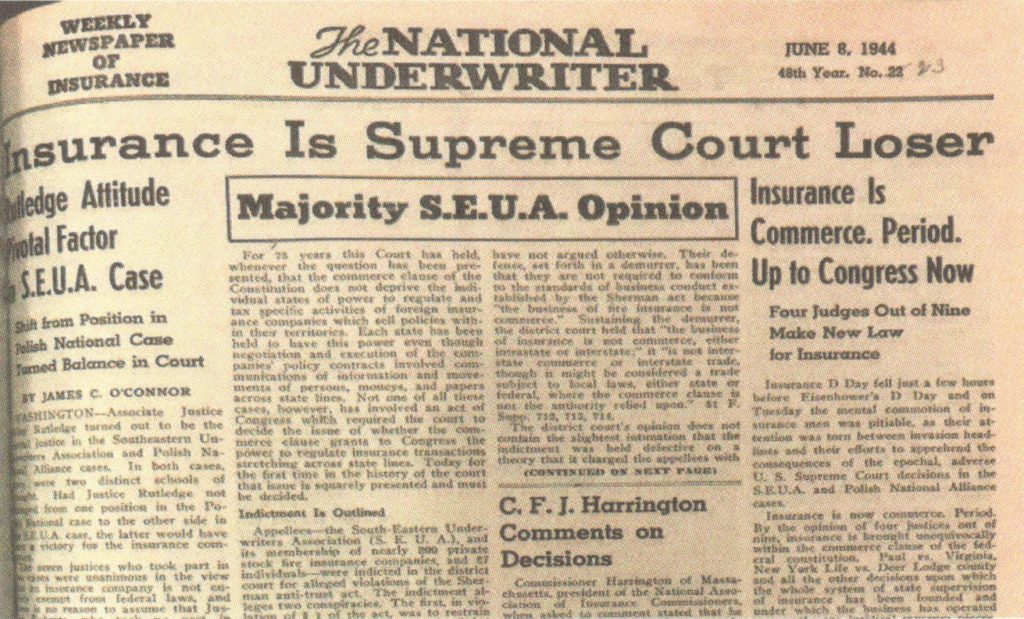 WEEKLY
NEWSPAPER
OF
INSURANCE
The NATIONAL
UNDERWRITER
JUNE 8, 1944
48th Year. No. 22 23
Insurance Is Supreme Court Loser
Rutledge Attitude
Pivotal Factor
S.E.U.A. Case
Shift from Position in
Polish National Case
Turned Balance in Court
BY JAMES C. O'CONNOR
WASHINGTON—Associate Justice
Rutledge turned out to be the
justice in the Southeastern Un-
Association and Polish Na-
Alliance cases. In both cases,
were two distinct schools of
Had Justice Rutledge not
from one position in the Po-
National case to the other side in
S.E.U.A. case, the latter would have
a victory for the insurance com-
seven justices who took part in
were unanimous in the view
insurance company is not ex-
exempt from federal laws, and
is no reason to assume that Jus-
Majority S.E.U.A. Opinion
For 75 years this Court has held,
whenever the question has been pre-
sented, that the commerce clause of the
Constitution does not deprive the indi-
vidual states of power to regulate and
tax specific activities of foreign insur-
ance companies which sell policies with-
in their territories. Each state has been
held to have this power even though
negotiation and execution of the com-
panies' policy contracts involved com-
munications of information and move-
ments of persons, moneys, and papers
across state lines. Not one of all these
cases, however, has involved an act of
Congress which required the court to
decide the issue of whether the com-
merce clause grants to Congress the
power to regulate insurance transactions
stretching across state lines. Today for
the first time in the history of the court
that issue is squarely presented and must
be decided.
Indictment Is Outlined
Appellees—the South-Eastern Under-
writers Association (S. E. U. A.), and
its membership of nearly 200 private
stock fire insurance companies, and 27
individuals—were indicted in the district
court for alleged violations of the Sher-
man anti-trust act. The indictment al-
leges two conspiracies. The first, in vio-
lation of § 1 of the act, was to restrain
have not argued otherwise. Their de-
fense, set forth in a demurrer, has been
that they are not required to conform
to the standards of business conduct es-
tablished by the Sherman act because
"the business of fire insurance is not
commerce." Sustaining the demurrer,
the district court held that "the business
of insurance is not commerce, either
intrastate or interstate;" it "is not inter-
state commerce or interstate trade,
though it might be considered a trade
subject to local laws, either state or
federal, where the commerce clause is
not the authority relied upon." 51 F.
Supp. 712, 713, 714.
The district court's opinion does not
contain the slightest intimation that the
indictment was held defective on a
theory that it charged the appellees with
(CONTINUED ON NEXT PAGE)
C. F. J. Harrington
Comments on
Decisions
Commissioner Harrington of Massa-
chusetts, president of the National Asso-
ciation of Insurance Commissioners,
when asked to comment stated that he
Insurance Is
Commerce. Period.
Up to Congress Now
Four Judges Out of Nine
Make New Law
for Insurance
Insurance D Day fell just a few hours
before Eisenhower's D Day and on
Tuesday the mental commotion of in-
surance men was pitiable, as their at-
tention was torn between invasion head-
lines and their efforts to apprehend the
consequences of the epochal, adverse
U. S. Supreme Court decisions in the
S.E.U.A. and Polish National Alliance
cases.
Insurance is now commerce. Period.
By the opinion of four justices out of
nine, insurance is brought unequivocally
within the commerce clause of the fed-
eral constitution. Paul vs. Virginia,
New York Life vs. Deer Lodge county
and all the other decisions upon which
the whole system of state supervision
of insurance has been founded and
under which the business has operated